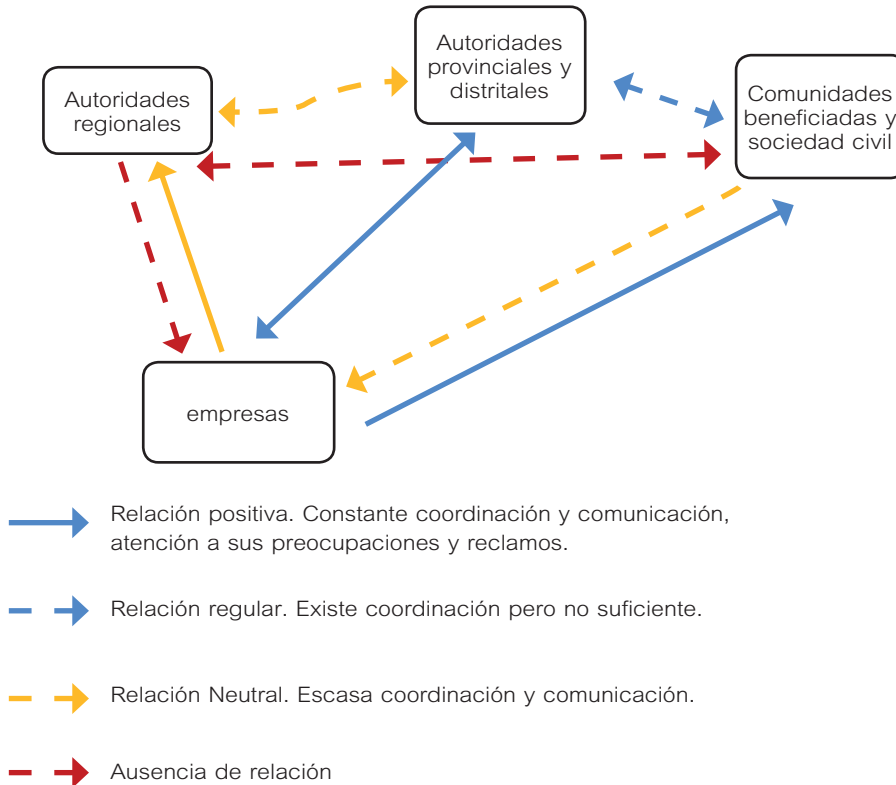 Autoridades
provinciales y
distritales
Autoridades
regionales
Comunidades
beneficiadas y
sociedad civil
empresas
Relación positiva. Constante coordinación y comunicación,
atención a sus preocupaciones y reclamos.
Relación regular. Existe coordinación pero no suficiente.
Relación Neutral. Escasa coordinación y comunicación.
Ausencia de relación